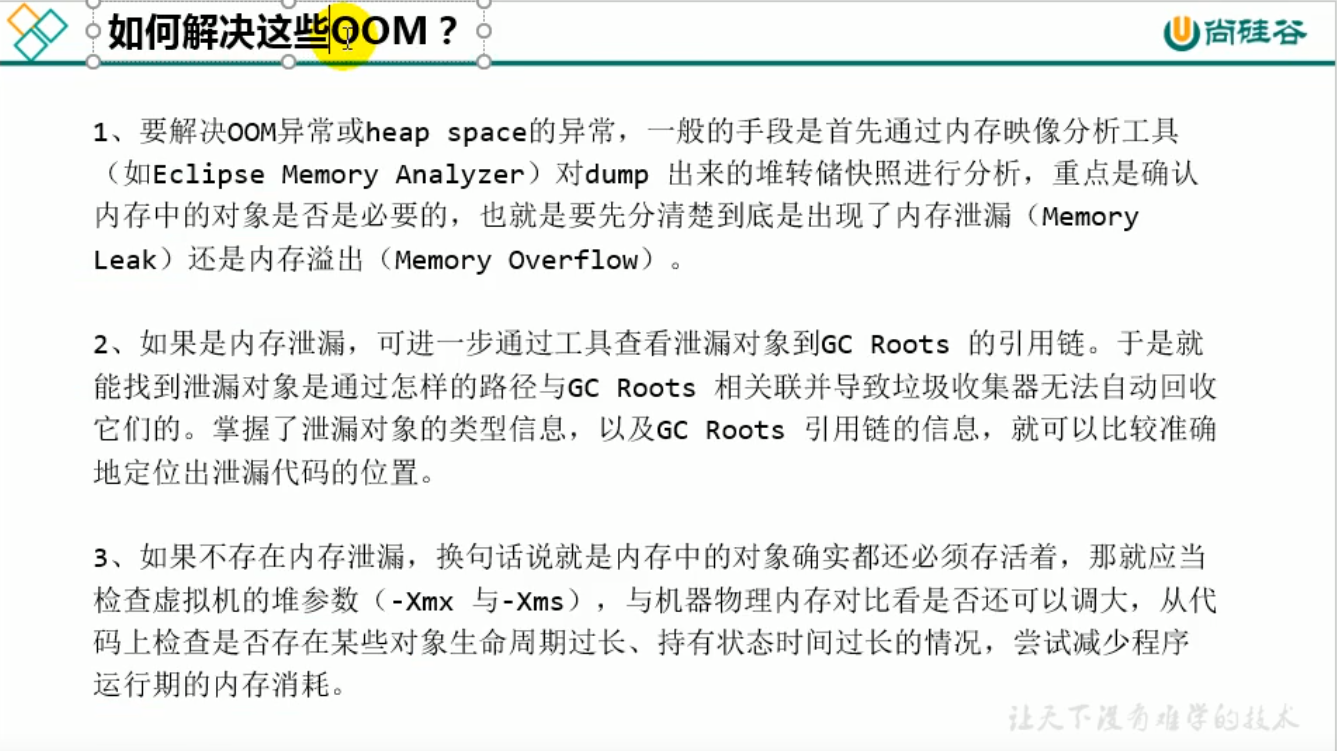 如何解决这些OOM？
尚硅谷
1、要解决OOM异常或heap space的异常，一般的手段是首先通过内存映像分析工具
（如Eclipse Memory Analyzer）对dump 出来的堆转储快照进行分析，重点是确认
内存中的对象是否是必要的，也就是要先分清楚到底是出现了内存泄漏（Memory
Leak）还是内存溢出（Memory Overflow）。
2、如果是内存泄漏，可进一步通过工具查看泄漏对象到GC Roots 的引用链。于是就
能找到泄漏对象是通过怎样的路径与GC Roots 相关联并导致垃圾收集器无法自动回收
它们的。掌握了泄漏对象的类型信息，以及GC Roots 引用链的信息，就可以比较准确
地定位出泄漏代码的位置。
3、如果不存在内存泄漏，换句话说就是内存中的对象确实都还必须存活着，那就应当
检查虚拟机的堆参数（-Xmx 与-Xms），与机器物理内存对比看是否还可以调大，从代
码上检查是否存在某些对象生命周期过长、持有状态时间过长的情况，尝试减少程序
运行期的内存消耗。
让天下没有难学的技术